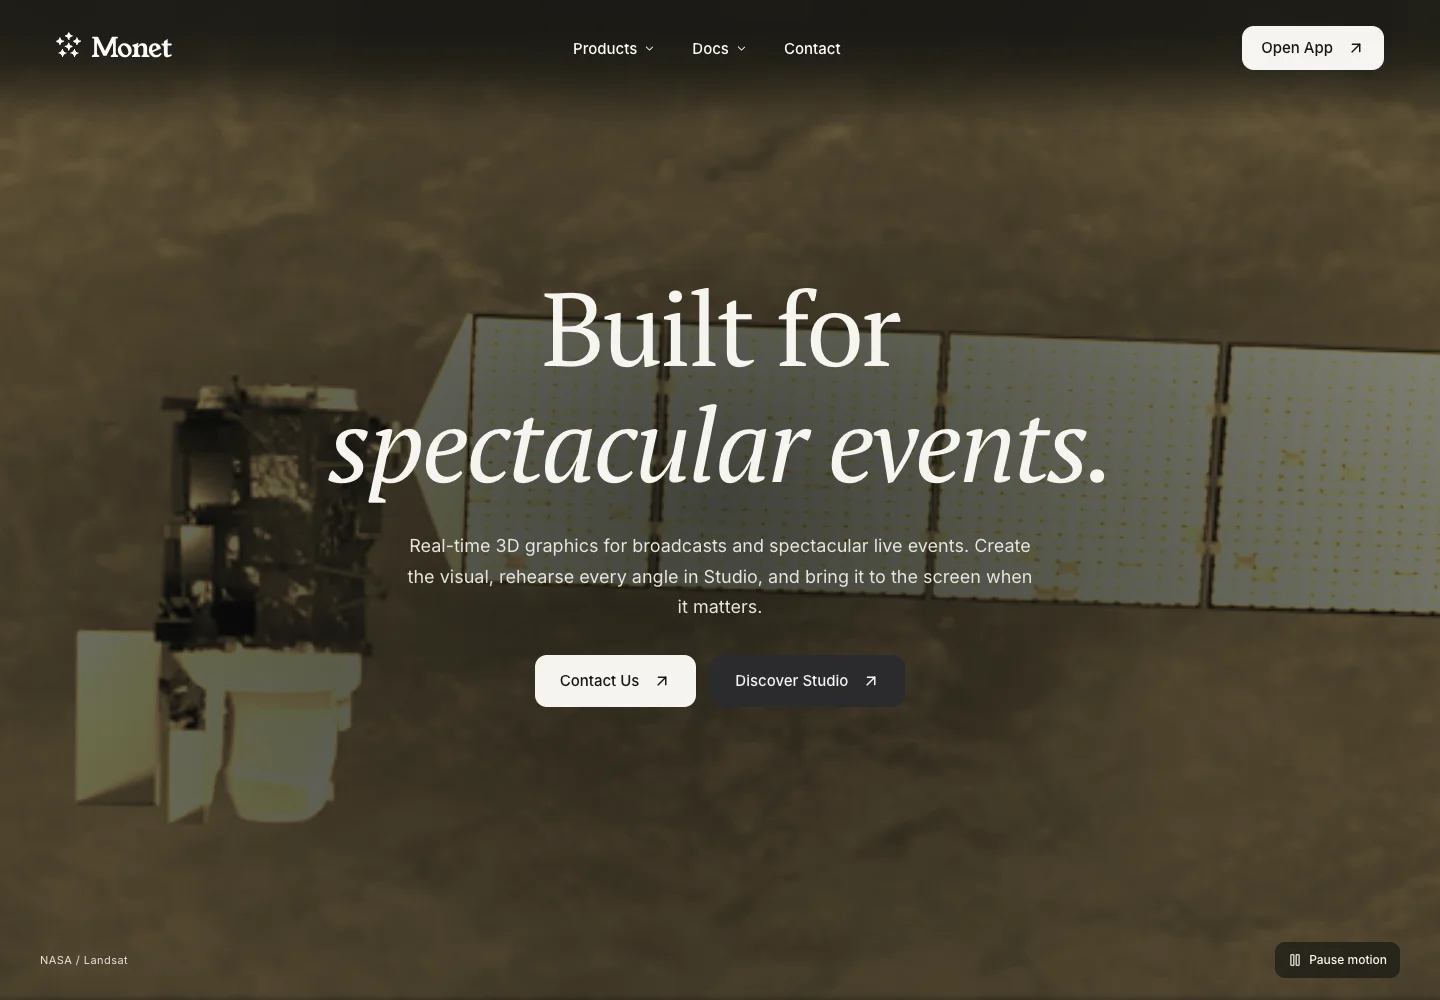 Monet
Products
Docs
Contact
Open App
Built for
spectacular events.
Real-time 3D graphics for broadcasts and spectacular live events. Create
the visual, rehearse every angle in Studio, and bring it to the screen when
it matters.
Contact Us
Discover Studio
NASA / Landsat
Pause motion